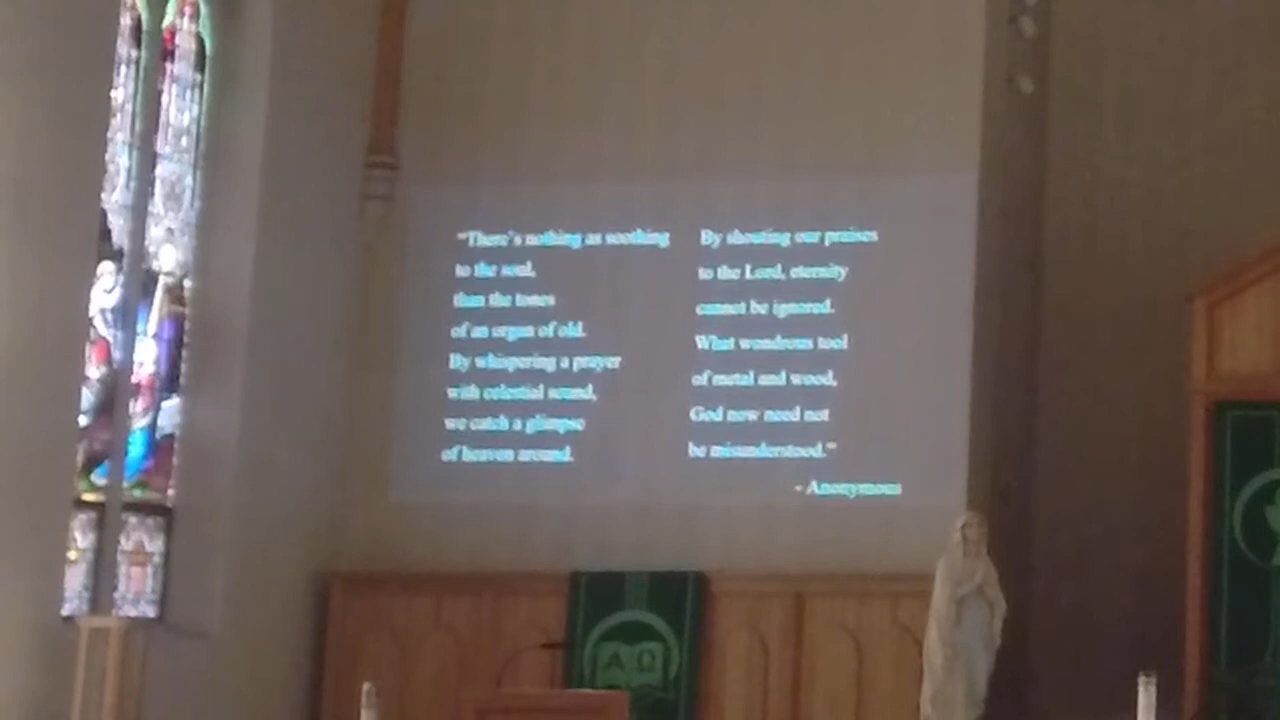 “There’s nothing as soothing
to the soul,
than the tones
of an organ of old.
By whispering a prayer
with celestial sound,
we catch a glimpse
of heaven around.
By shouting our praises
to the Lord, eternity
cannot be ignored.
What wondrous tool
of metal and wood,
God now need not
be misunderstood.”
- Anonymous
Α Ω